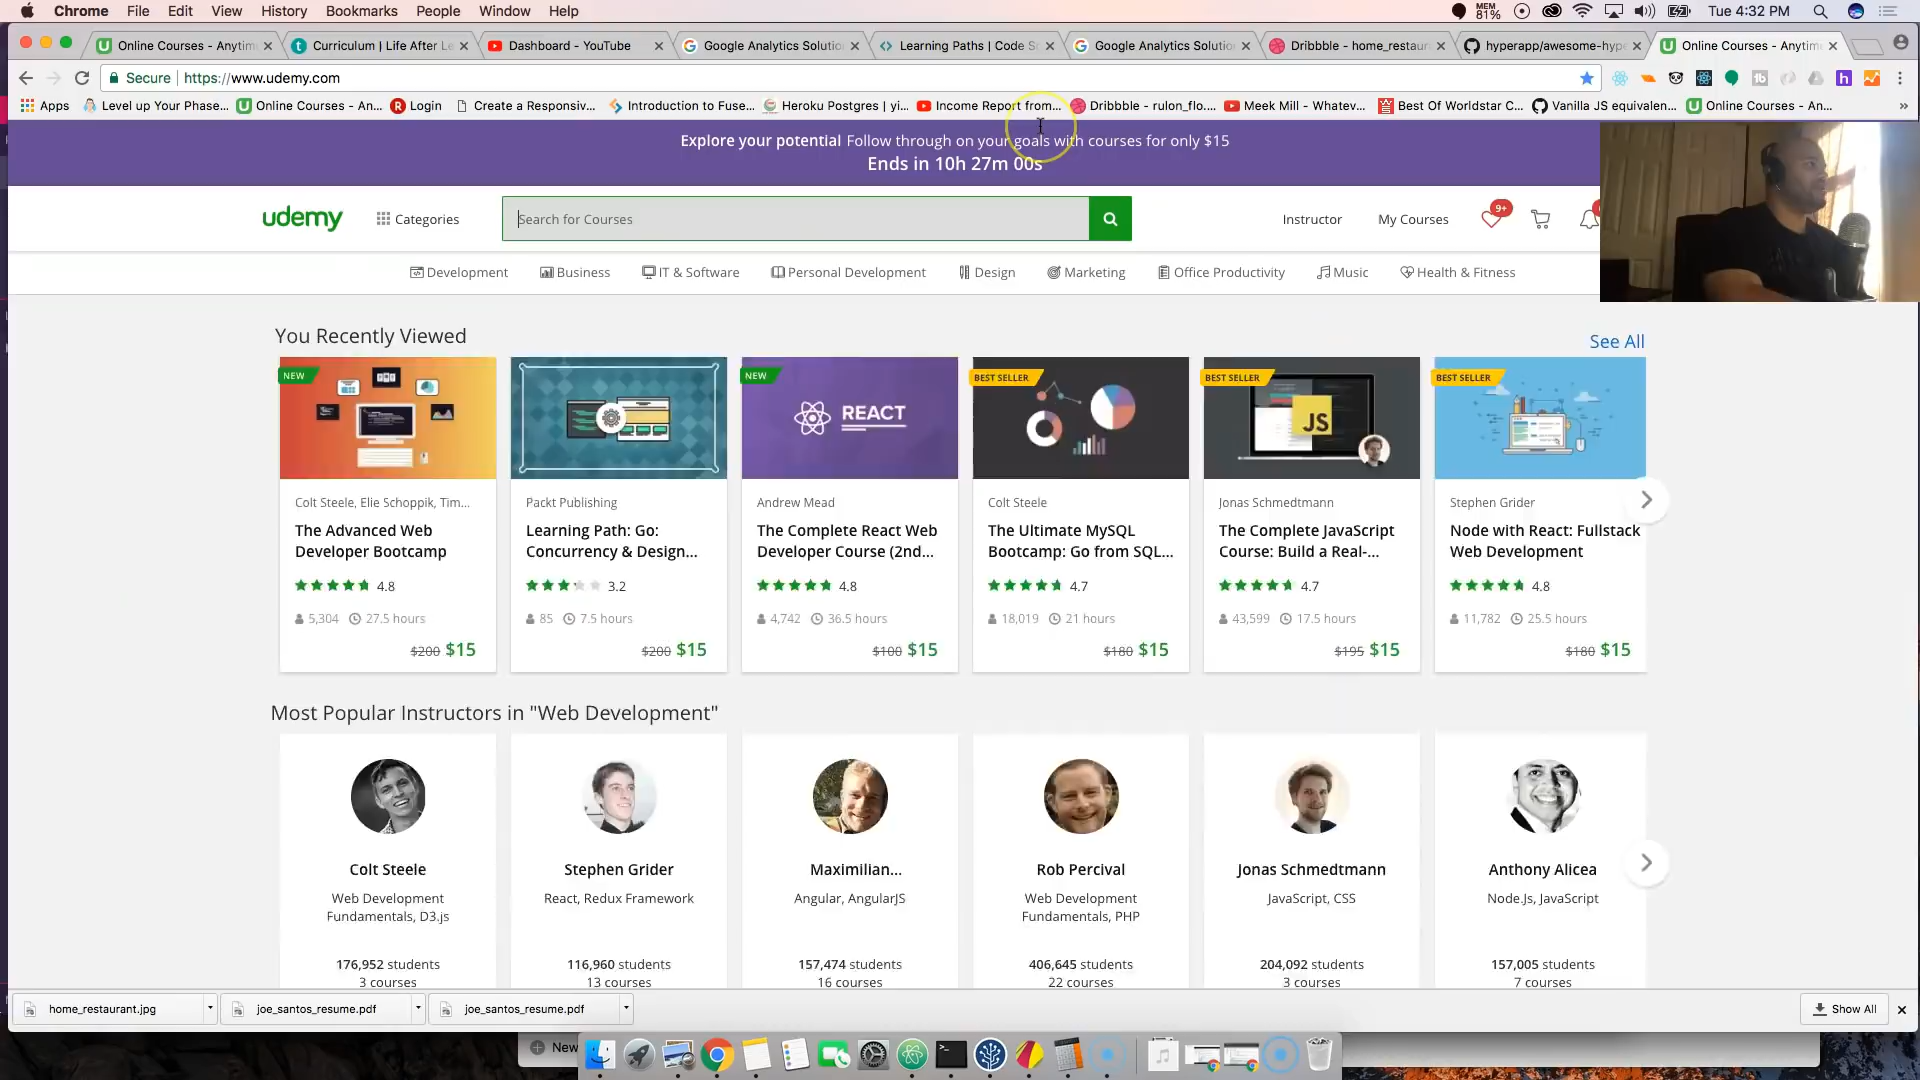 Chrome File Edit View History Bookmarks People Window Help
MEM 81% Tue 4:32 PM
Online Courses - Anytim
Curriculum | Life After Le
Dashboard - YouTube
Google Analytics Solutio
Learning Paths | Code S
Google Analytics Solutio
Dribbble - home_restaur
hyperapp/awesome-hype
Online Courses - Anytim
Secure https://www.udemy.com
Apps
Level up Your Phase...
Online Courses - An...
Login
Create a Responsiv...
Introduction to Fuse...
Heroku Postgres | yi...
Income Report from...
Dribbble - rulon_flo....
Meek Mill - Whatev...
Best Of Worldstar C...
Vanilla JS equivalen...
Online Courses - An...
»
Explore your potential Follow through on your goals with courses for only $15
Ends in 10h 27m 00s
udemy Categories Search for Courses Instructor My Courses 9+
Development Business IT & Software Personal Development Design Marketing Office Productivity Music Health & Fitness
You Recently Viewed
See All
NEW
Colt Steele, Elie Schoppik, Tim...
The Advanced Web
Developer Bootcamp
4.8
5,304 27.5 hours
$200 $15
Packt Publishing
Learning Path: Go:
Concurrency & Design...
3.2
85 7.5 hours
$200 $15
NEW
REACT
Andrew Mead
The Complete React Web
Developer Course (2nd...
4.8
4,742 36.5 hours
$100 $15
BEST SELLER
Colt Steele
The Ultimate MySQL
Bootcamp: Go from SQL...
4.7
18,019 21 hours
$180 $15
BEST SELLER
JS
Jonas Schmedtmann
The Complete JavaScript
Course: Build a Real-...
4.7
43,599 17.5 hours
$195 $15
BEST SELLER
Stephen Grider
Node with React: Fullstack
Web Development
4.8
11,782 25.5 hours
$180 $15
Most Popular Instructors in "Web Development"
Colt Steele
Web Development
Fundamentals, D3.js
176,952 students
3 courses
Stephen Grider
React, Redux Framework
116,960 students
13 courses
Maximilian...
Angular, AngularJS
157,474 students
16 courses
Rob Percival
Web Development
Fundamentals, PHP
406,645 students
22 courses
Jonas Schmedtmann
JavaScript, CSS
204,092 students
3 courses
Anthony Alicea
Node.Js, JavaScript
157,005 students
7 courses
home_restaurant.jpg
joe_santos_resume.pdf
joe_santos_resume.pdf
Show All
New